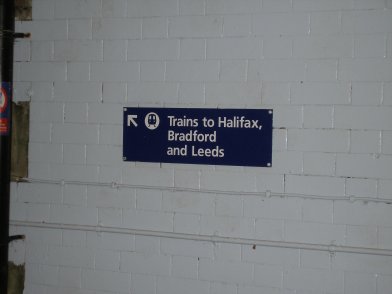 Trains to Halifax,
Bradford
and Leeds